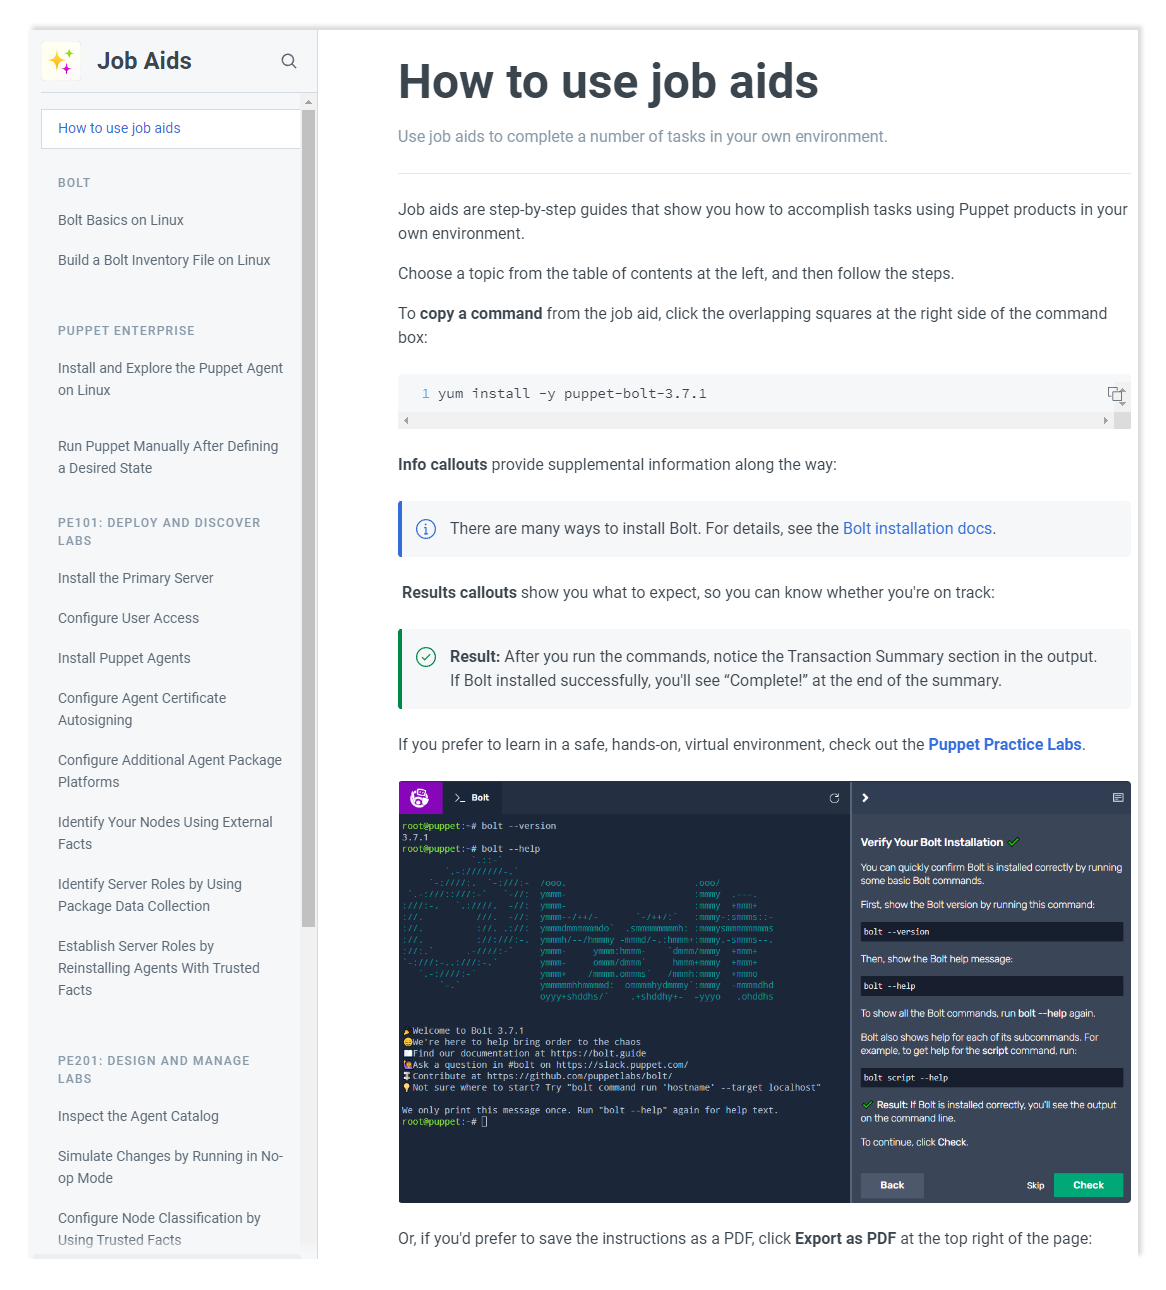 Job Aids
How to use job aids
BOLT
Bolt Basics on Linux
Build a Bolt Inventory File on Linux
PUPPET ENTERPRISE
Install and Explore the Puppet Agent
on Linux
Run Puppet Manually After Defining
a Desired State
PE101: DEPLOY AND DISCOVER
LABS
Install the Primary Server
Configure User Access
Install Puppet Agents
Configure Agent Certificate
Autosigning
Configure Additional Agent Package
Platforms
Identify Your Nodes Using External
Facts
Identify Server Roles by Using
Package Data Collection
Establish Server Roles by
Reinstalling Agents With Trusted
Facts
PE201: DESIGN AND MANAGE
LABS
Inspect the Agent Catalog
Simulate Changes by Running in No-
op Mode
Configure Node Classification by
Using Trusted Facts
How to use job aids
Use job aids to complete a number of tasks in your own environment.
Job aids are step-by-step guides that show you how to accomplish tasks using Puppet products in your
own environment.
Choose a topic from the table of contents at the left, and then follow the steps.
To copy a command from the job aid, click the overlapping squares at the right side of the command
box:
1 yum install -y puppet-bolt-3.7.1
Info callouts provide supplemental information along the way:
There are many ways to install Bolt. For details, see the Bolt installation docs.
Results callouts show you what to expect, so you can know whether you're on track:
Result: After you run the commands, notice the Transaction Summary section in the output.
If Bolt installed successfully, you'll see “Complete!” at the end of the summary.
If you prefer to learn in a safe, hands-on, virtual environment, check out the Puppet Practice Labs.
>_ Bolt
root@puppet:~# bolt --version
3.7.1
root@puppet:~# bolt --help
Welcome to Bolt 3.7.1
We're here to help bring order to the chaos
Find our documentation at https://bolt.guide
Ask a question in #bolt on https://slack.puppet.com/
Contribute at https://github.com/puppetlabs/bolt/
Not sure where to start? Try "bolt command run 'hostname' --target localhost"
We only print this message once. Run "bolt --help" again for help text.
root@puppet:~#
Verify Your Bolt Installation
You can quickly confirm Bolt is installed correctly by running
some basic Bolt commands.
First, show the Bolt version by running this command:
bolt --version
Then, show the Bolt help message:
bolt --help
To show all the Bolt commands, run bolt --help again.
Bolt also shows help for each of its subcommands. For
example, to get help for the script command, run:
bolt script --help
Result: If Bolt is installed correctly, you'll see the output
on the command line.
To continue, click Check.
Back
Skip
Check
Or, if you'd prefer to save the instructions as a PDF, click Export as PDF at the top right of the page: